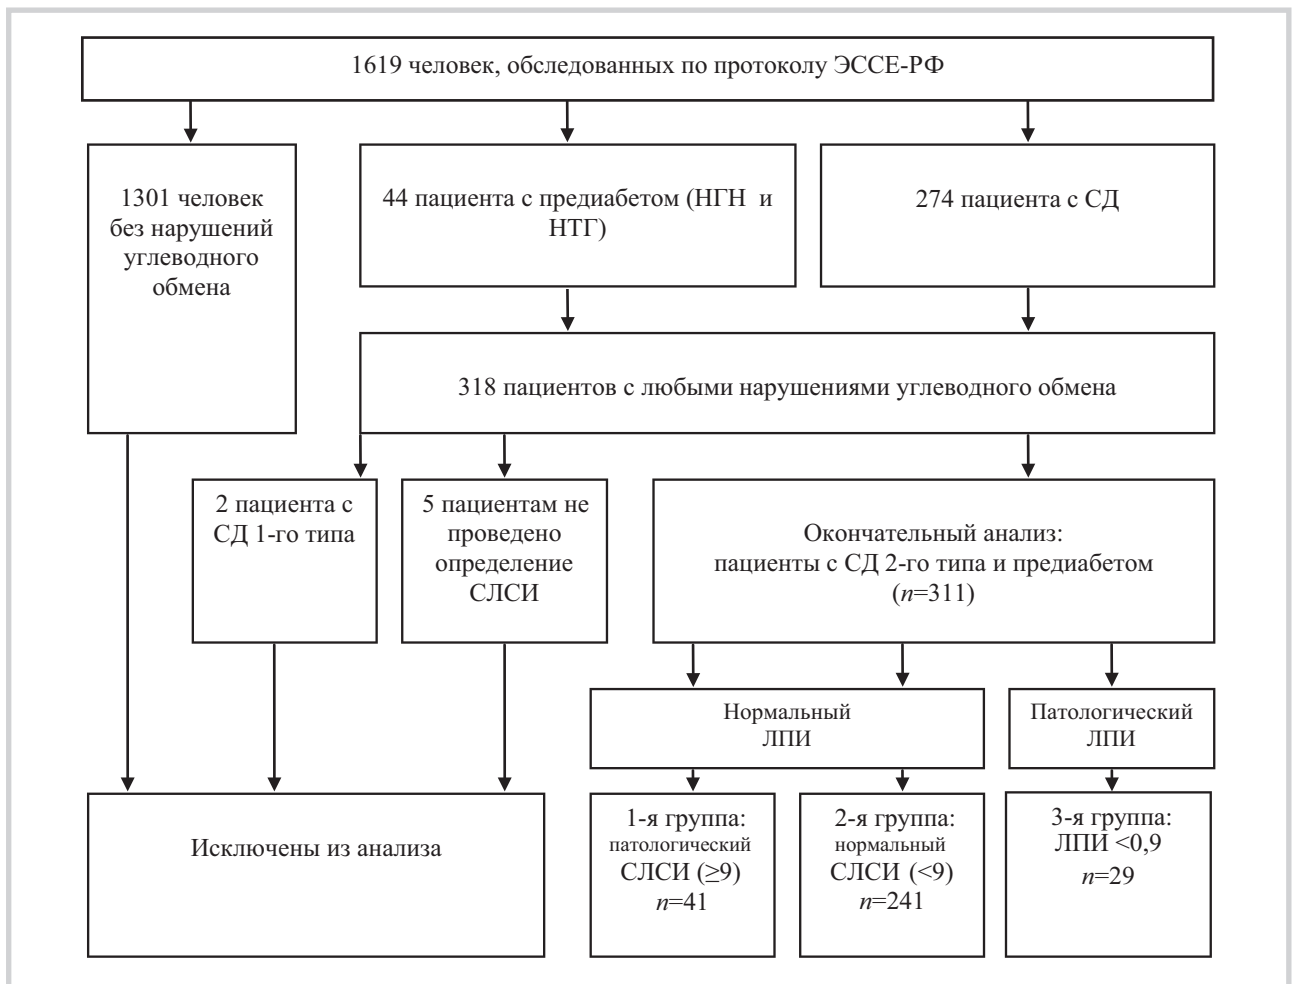 1619 человек, обследованных по протоколу ЭССЕ-РФ
1301 человек
без нарушений
углеводного
обмена
44 пациента с предиабетом (НГН и
НТГ)
274 пациента с СД
318 пациентов с любыми нарушениями углеводного обмена
2 пациента с
СД 1-го типа
5 пациентам не
проведено
определение
СЛСИ
Окончательный анализ:
пациенты с СД 2-го типа и предиабетом
(n=311)
Нормальный
ЛПИ
Патологический
ЛПИ
Исключены из анализа
1-я группа:
патологический
СЛСИ (≥9)
n=41
2-я группа:
нормальный
СЛСИ (<9)
n=241
3-я группа:
ЛПИ <0,9
n=29